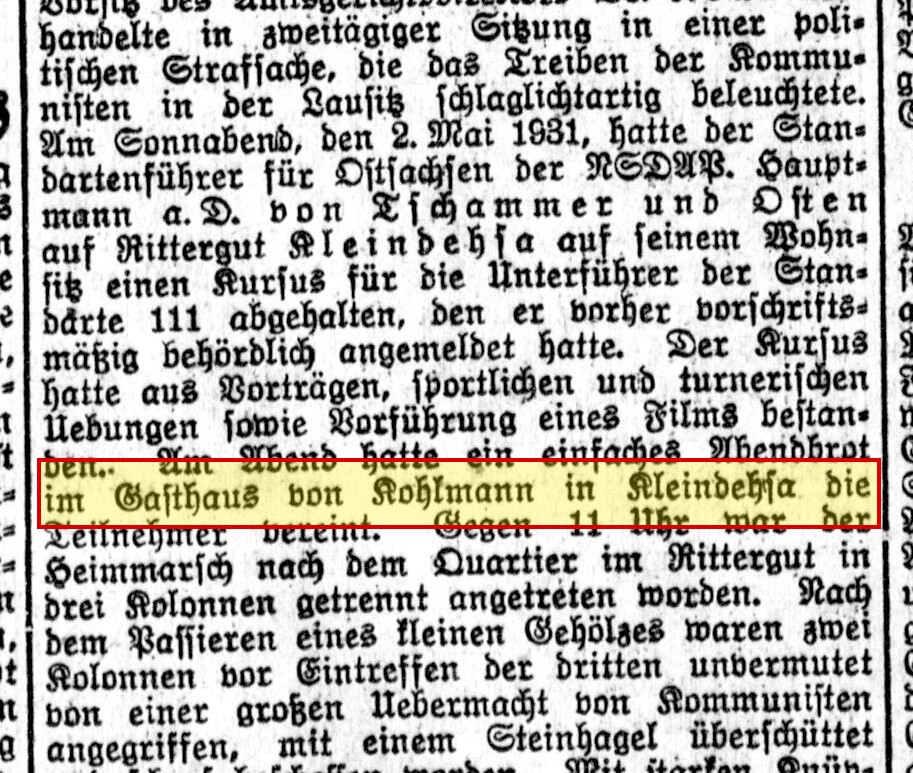 Vorsitz des Amtsgerichtsdirektors
handelte in zweitägiger Sitzung in einer poli-
tischen Strafsache, die das Treiben der Kommu-
nisten in der Lausitz schlaglichtartig beleuchtete.
Am Sonnabend, den 2. Mai 1931, hatte der Stan-
dartenführer für Ostsachsen der NSDAP. Haupt-
mann a. D. von Tschammer und Osten
auf Rittergut Kleindehsa auf seinem Wohn-
sitz einen Kursus für die Unterführer der Stan-
darte 111 abgehalten, den er vorher vorschrifts-
mäßig behördlich angemeldet hatte. Der Kursus
hatte aus Vorträgen, sportlichen und turnerischen
Uebungen sowie Vorführung eines Films bestan-
den. Am Abend hatte ein einfaches Abendbrot
im Gasthaus von Kohlmann in Kleindehsa die
Teilnehmer vereint. Gegen 11 Uhr war der
Heimmarsch nach dem Quartier im Rittergut in
drei Kolonnen getrennt angetreten worden. Nach
dem Passieren eines kleinen Gehölzes waren zwei
Kolonnen vor Eintreffen der dritten unvermutet
von einer großen Uebermacht von Kommunisten
angegriffen, mit einem Steinhagel überschüttet
worden. Mit starken